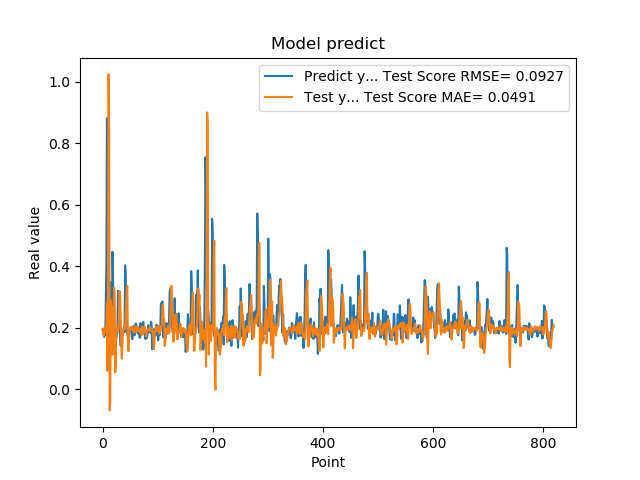 Model predict
Predict y... Test Score RMSE= 0.0927
Test y... Test Score MAE= 0.0491
Real value
1.0
0.8
0.6
0.4
0.2
0.0
0 200 400 600 800
Point